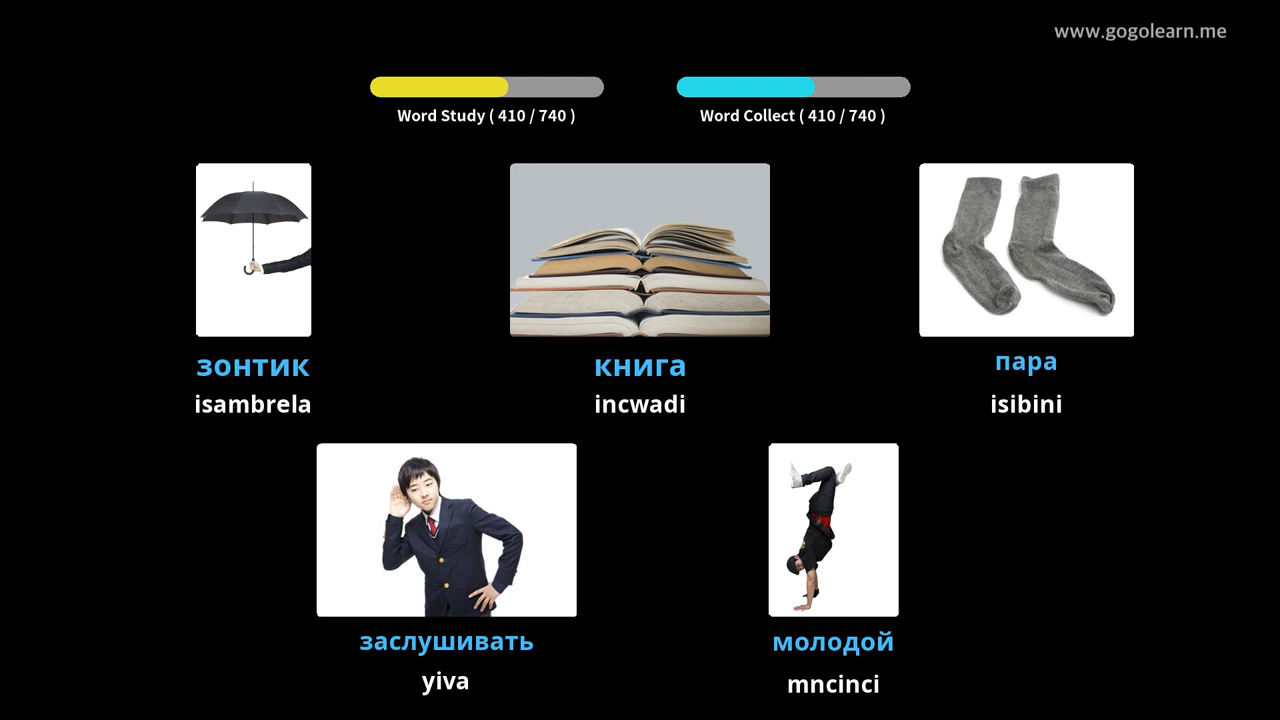 www.gogolearn.me
Word Study ( 410 / 740 )
Word Collect ( 410 / 740 )
зонтик
isambrela
книга
incwadi
пара
isibini
заслушивать
yiva
молодой
mncinci